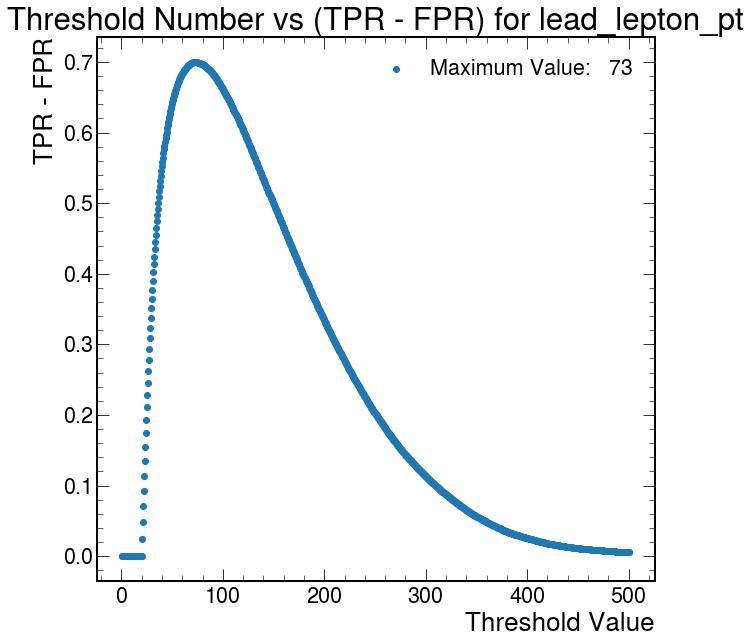 Threshold Number vs (TPR - FPR) for lead_lepton_pt
TPR - FPR
Maximum Value: 73
0.7
0.6
0.5
0.4
0.3
0.2
0.1
0.0
0 100 200 300 400 500
Threshold Value